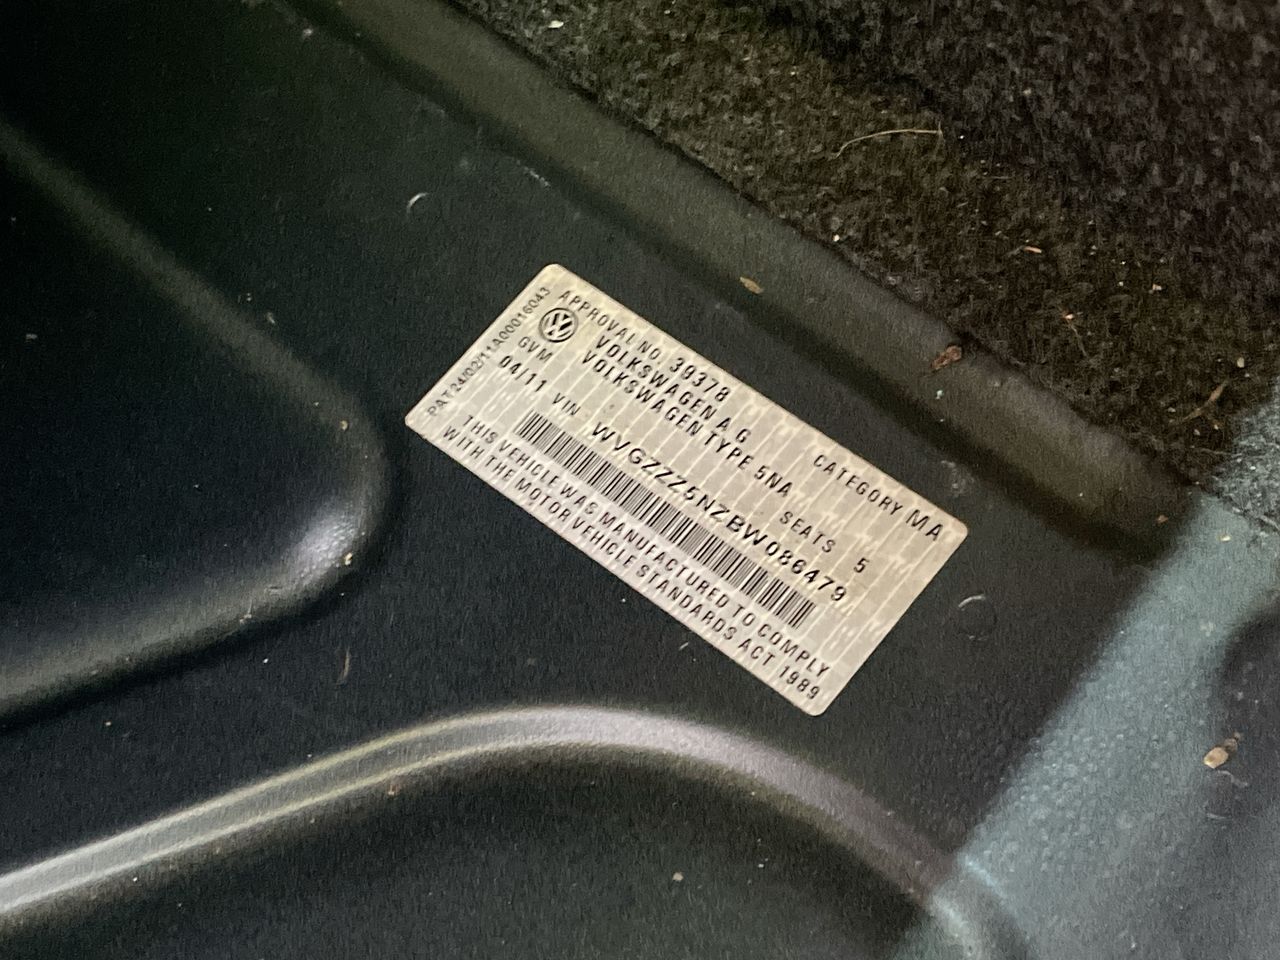 PAT24/02/11A00016043
APPROVAL NO. 39378
CATEGORY MA
VOLKSWAGEN A G
GVM
VOLKSWAGEN TYPE 5NA
SEATS 5
04/11
VIN WVGZZZ5NZBW086479
THIS VEHICLE WAS MANUFACTURED TO COMPLY
WITH THE MOTOR VEHICLE STANDARDS ACT 1989